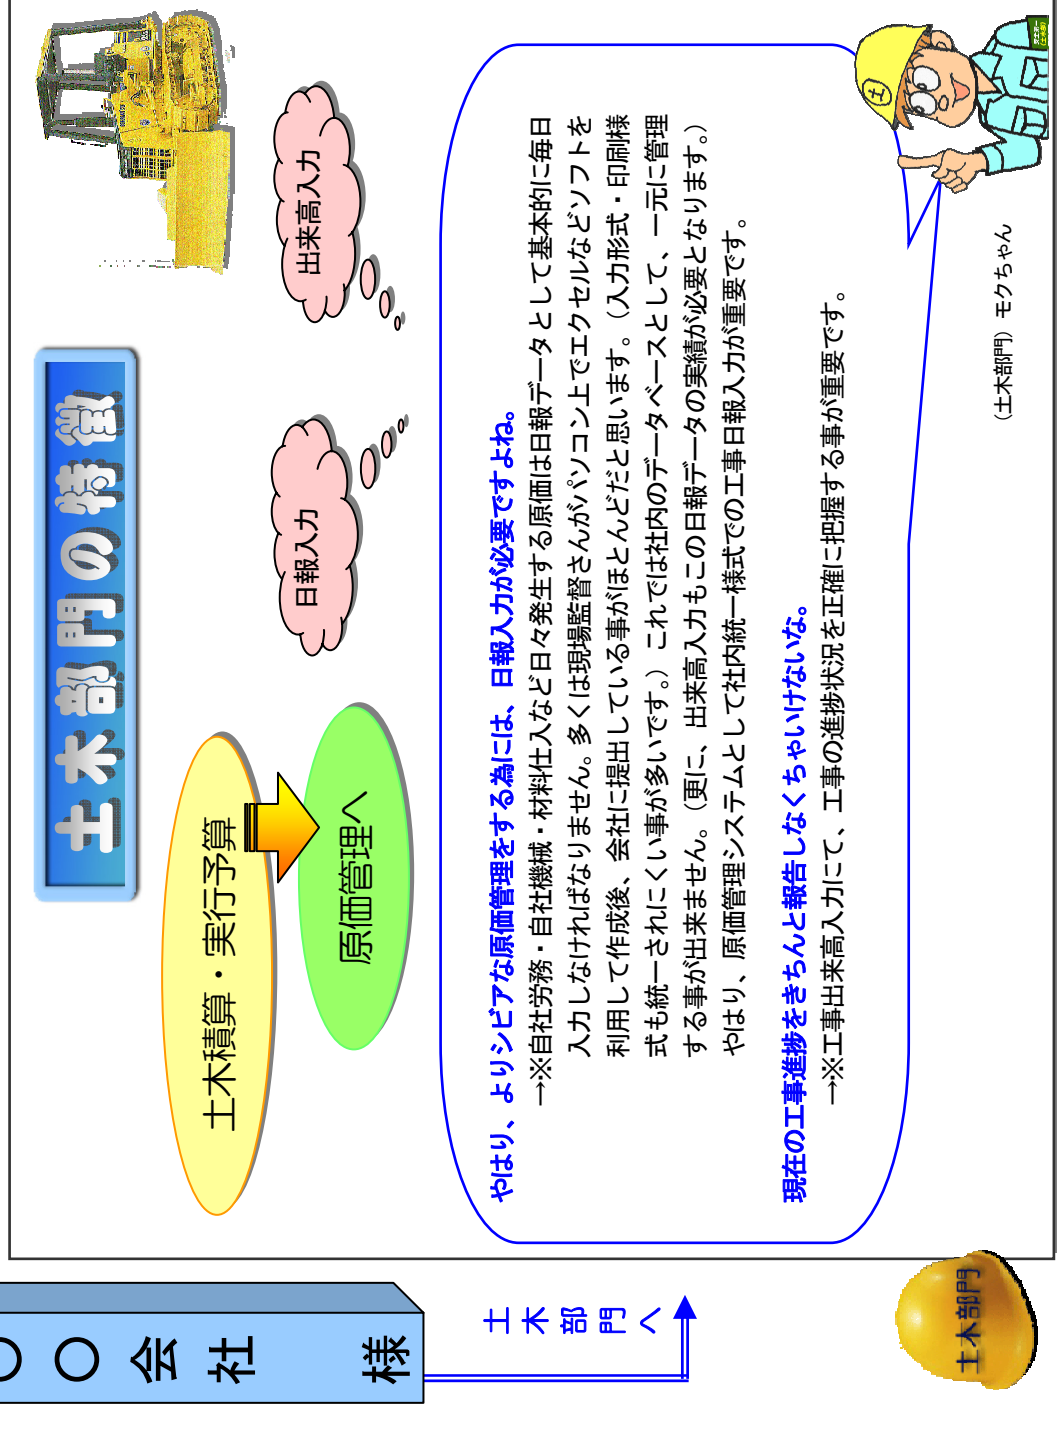 土木部門の特徴
土木積算・実行予算
原価管理へ
日報入力
出来高入力
やはり、よりシビアな原価管理をする為には、日報入力が必要ですよね。
→※自社労務・自社機械・材料仕入など日々発生する原価は日報データとして基本的に毎日
入力しなければなりません。多くは現場監督さんがパソコン上でエクセルなどソフトを
利用して作成後、会社に提出している事がほとんどだと思います。（入力形式・印刷様
式も統一されにくい事が多いです。）これでは社内のデータベースとして、一元に管理
する事が出来ません。（更に、出来高入力もこの日報データの実績が必要となります。）
やはり、原価管理システムとして社内統一様式での工事日報入力が重要です。
現在の工事進捗をきちんと報告しなくちゃいけないな。
→※工事出来高入力にて、工事の進捗状況を正確に把握する事が重要です。
土
（土木部門）モクちゃん
〇〇会社　様
土木部門へ
土木部門